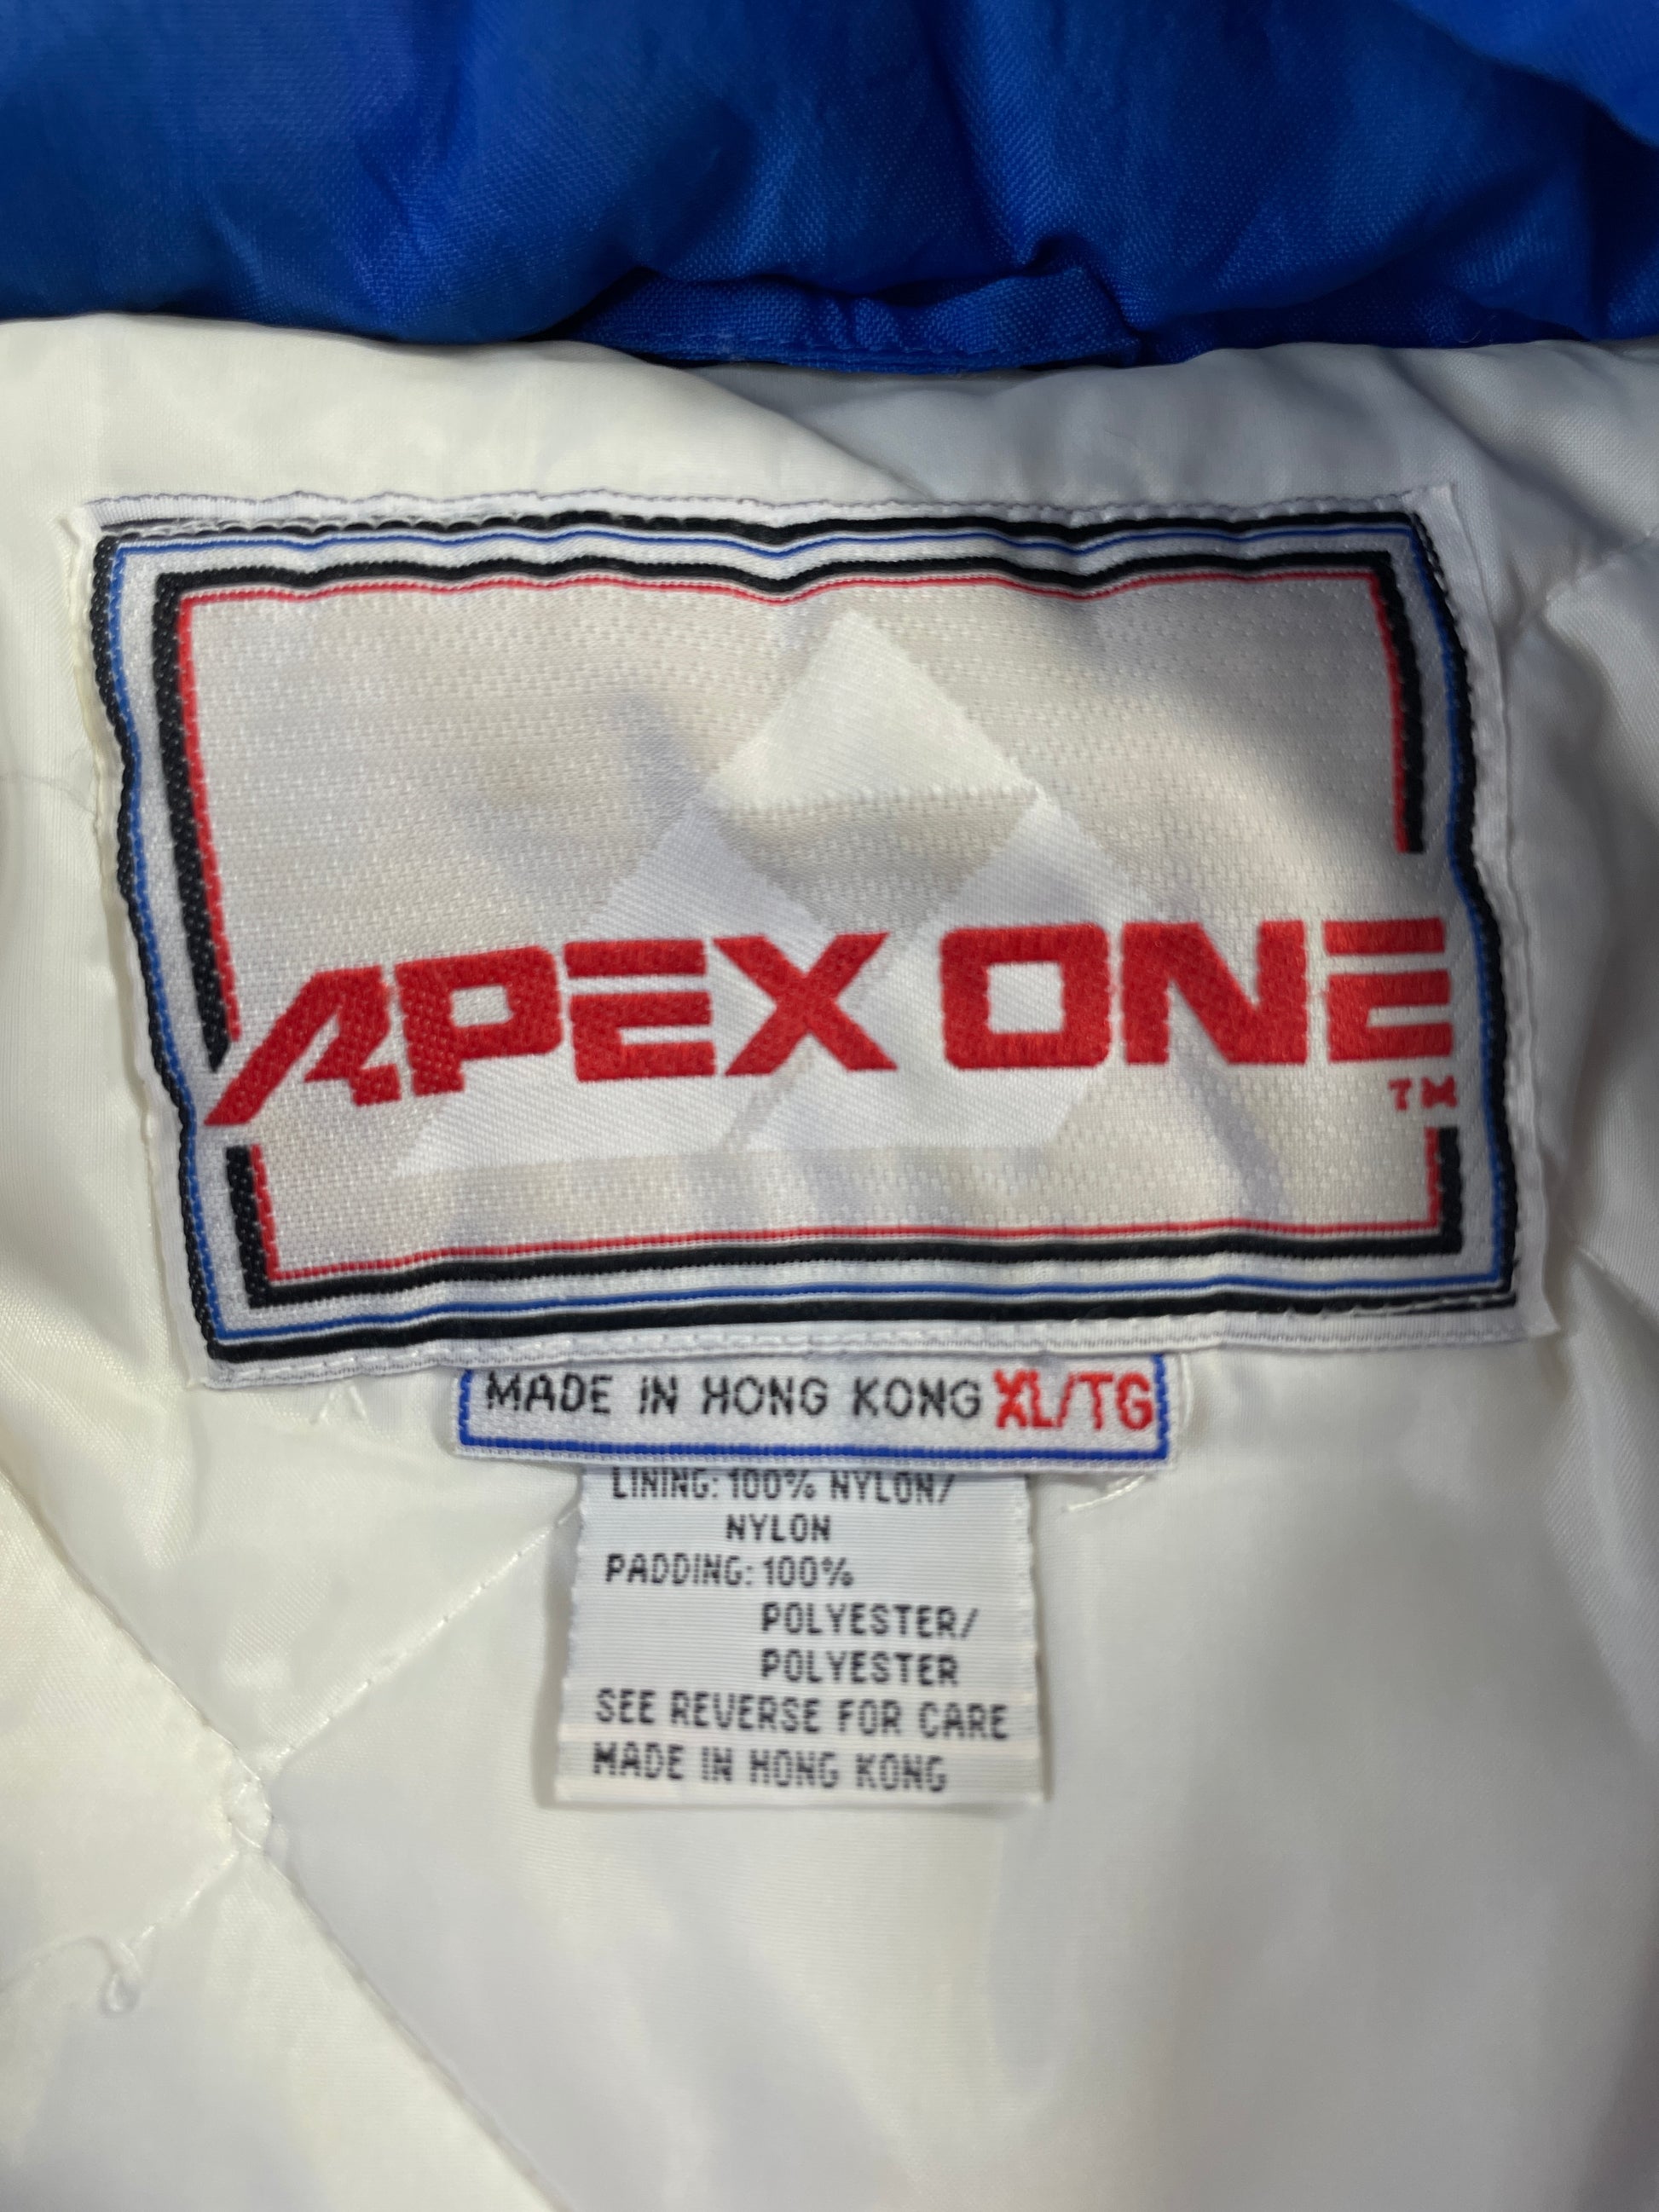 APEX ONE
TM
MADE IN HONG KONG XL/TG
LINING: 100% NYLON/
NYLON
PADDING: 100%
POLYESTER/
POLYESTER
SEE REVERSE FOR CARE
MADE IN HONG KONG